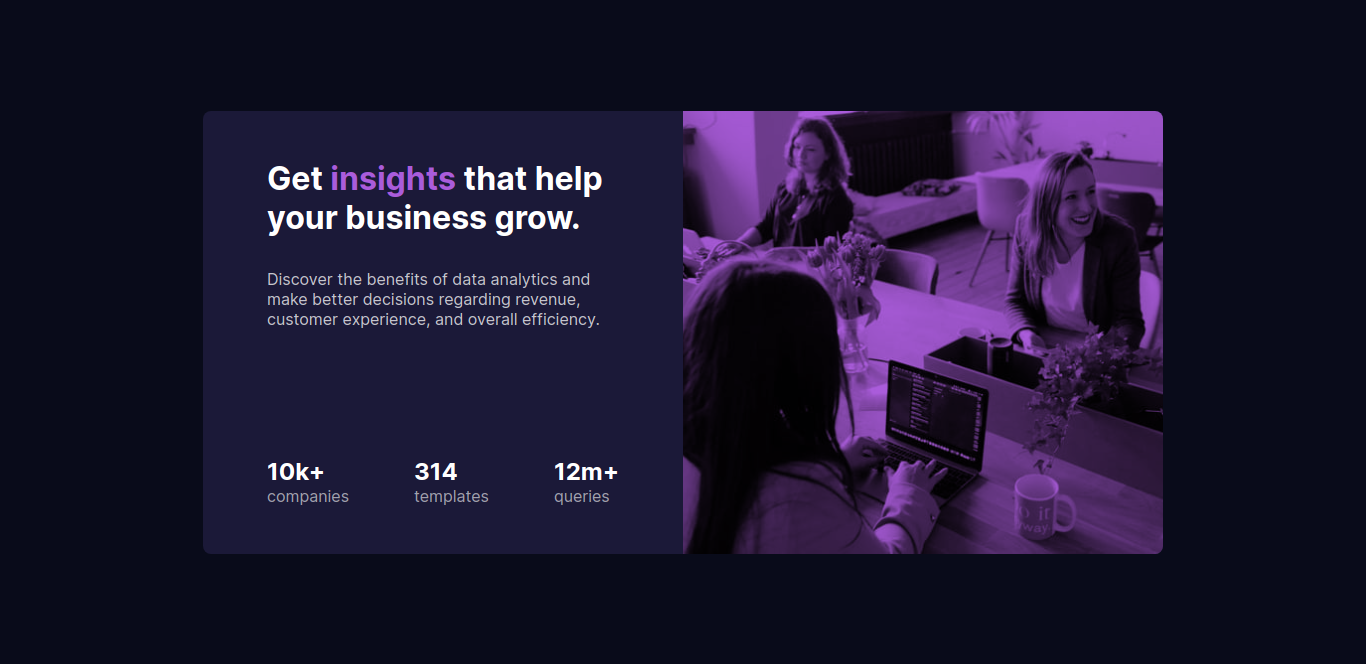 Get insights that help
your business grow.
Discover the benefits of data analytics and
make better decisions regarding revenue,
customer experience, and overall efficiency.
10k+ 314 12m+
companies templates queries